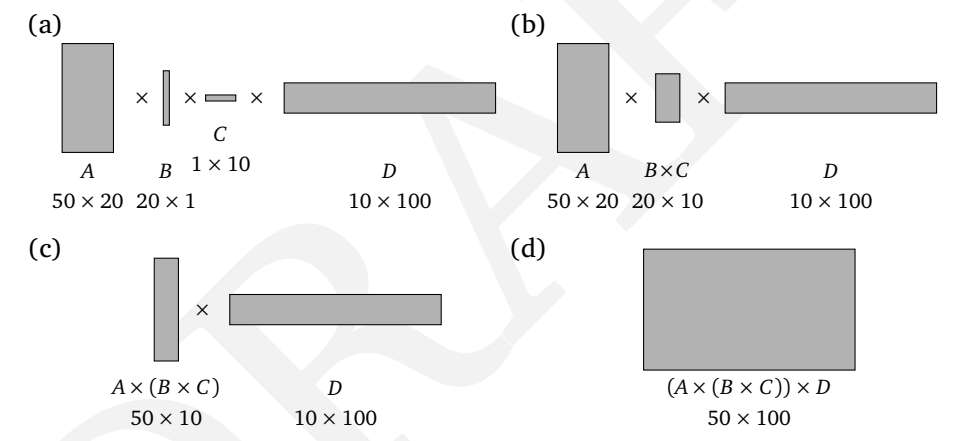 (a)
× × ×
A B C D
50 × 20 20 × 1 1 × 10 10 × 100
(b)
× ×
A B×C D
50 × 20 20 × 10 10 × 100
(c)
×
A × (B × C) D
50 × 10 10 × 100
(d)
(A × (B × C)) × D
50 × 100